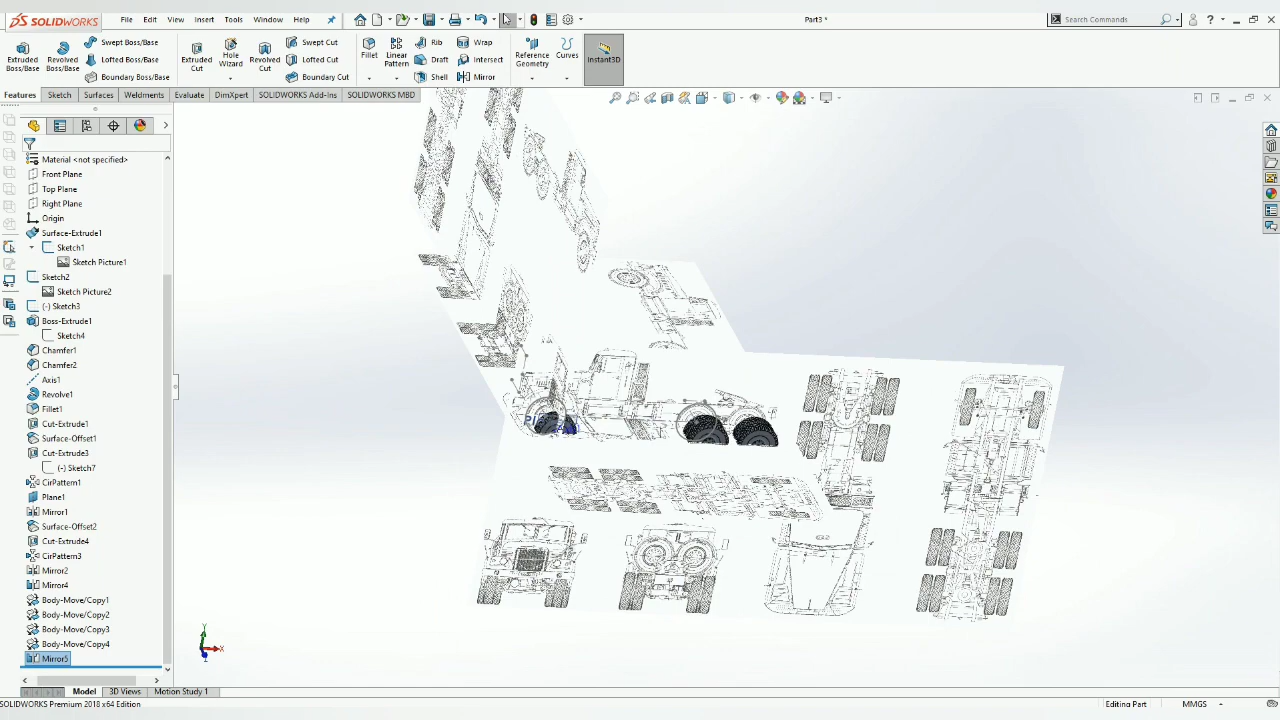 SOLIDWORKS
File Edit View Insert Tools Window Help
Part3 *
Search Commands
Extruded Boss/Base
Revolved Boss/Base
Swept Boss/Base
Lofted Boss/Base
Boundary Boss/Base
Extruded Cut
Hole Wizard
Revolved Cut
Swept Cut
Lofted Cut
Boundary Cut
Fillet
Linear Pattern
Rib
Draft
Shell
Wrap
Intersect
Mirror
Reference Geometry
Curves
Instant3D
Features Sketch Surfaces Weldments Evaluate DimXpert SOLIDWORKS Add-Ins SOLIDWORKS MBD
Material <not specified>
Front Plane
Top Plane
Right Plane
Origin
Surface-Extrude1
Sketch1
Sketch Picture1
Sketch2
Sketch Picture2
(-) Sketch3
Boss-Extrude1
Sketch4
Chamfer1
Chamfer2
Axis1
Revolve1
Fillet1
Cut-Extrude1
Surface-Offset1
Cut-Extrude3
(-) Sketch7
CirPattern1
Plane1
Mirror1
Surface-Offset2
Cut-Extrude4
CirPattern3
Mirror2
Mirror4
Body-Move/Copy1
Body-Move/Copy2
Body-Move/Copy3
Body-Move/Copy4
Mirror5
Y
X
Z
Model 3D Views Motion Study 1
SOLIDWORKS Premium 2018 x64 Edition
Editing Part
MMGS